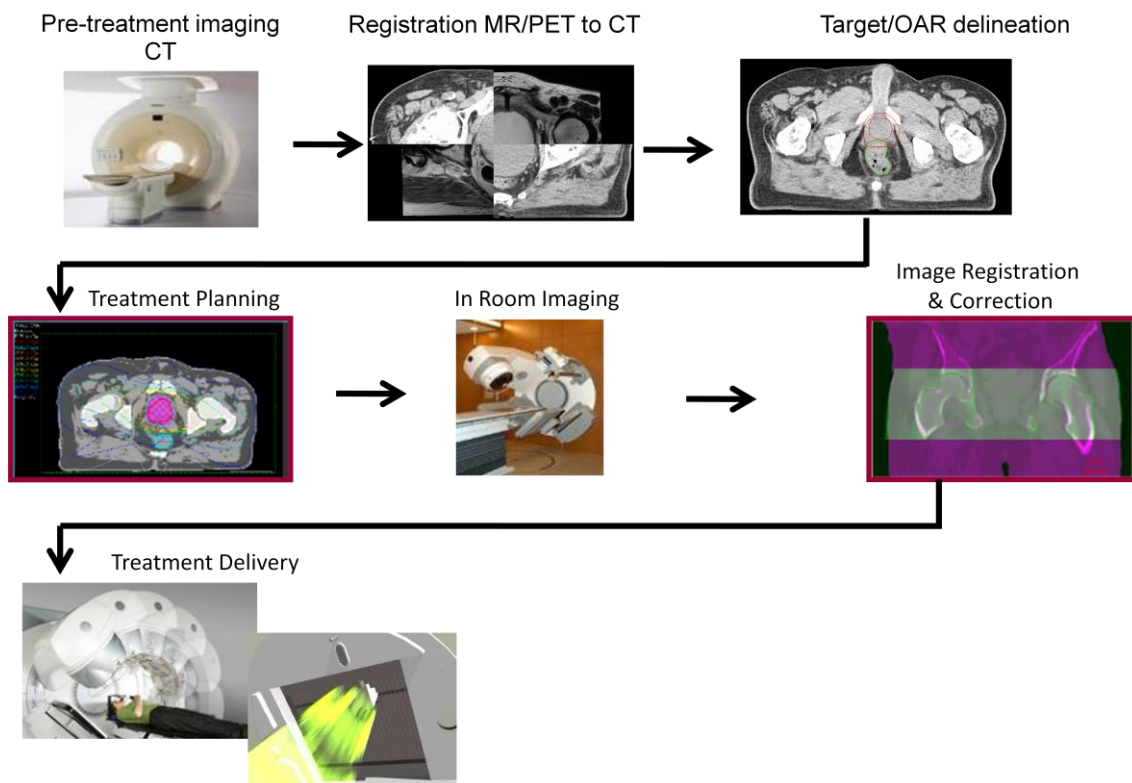 Pre-treatment imaging
CT
Registration MR/PET to CT
Target/OAR delineation
Treatment Planning
In Room Imaging
Image Registration
& Correction
Treatment Delivery